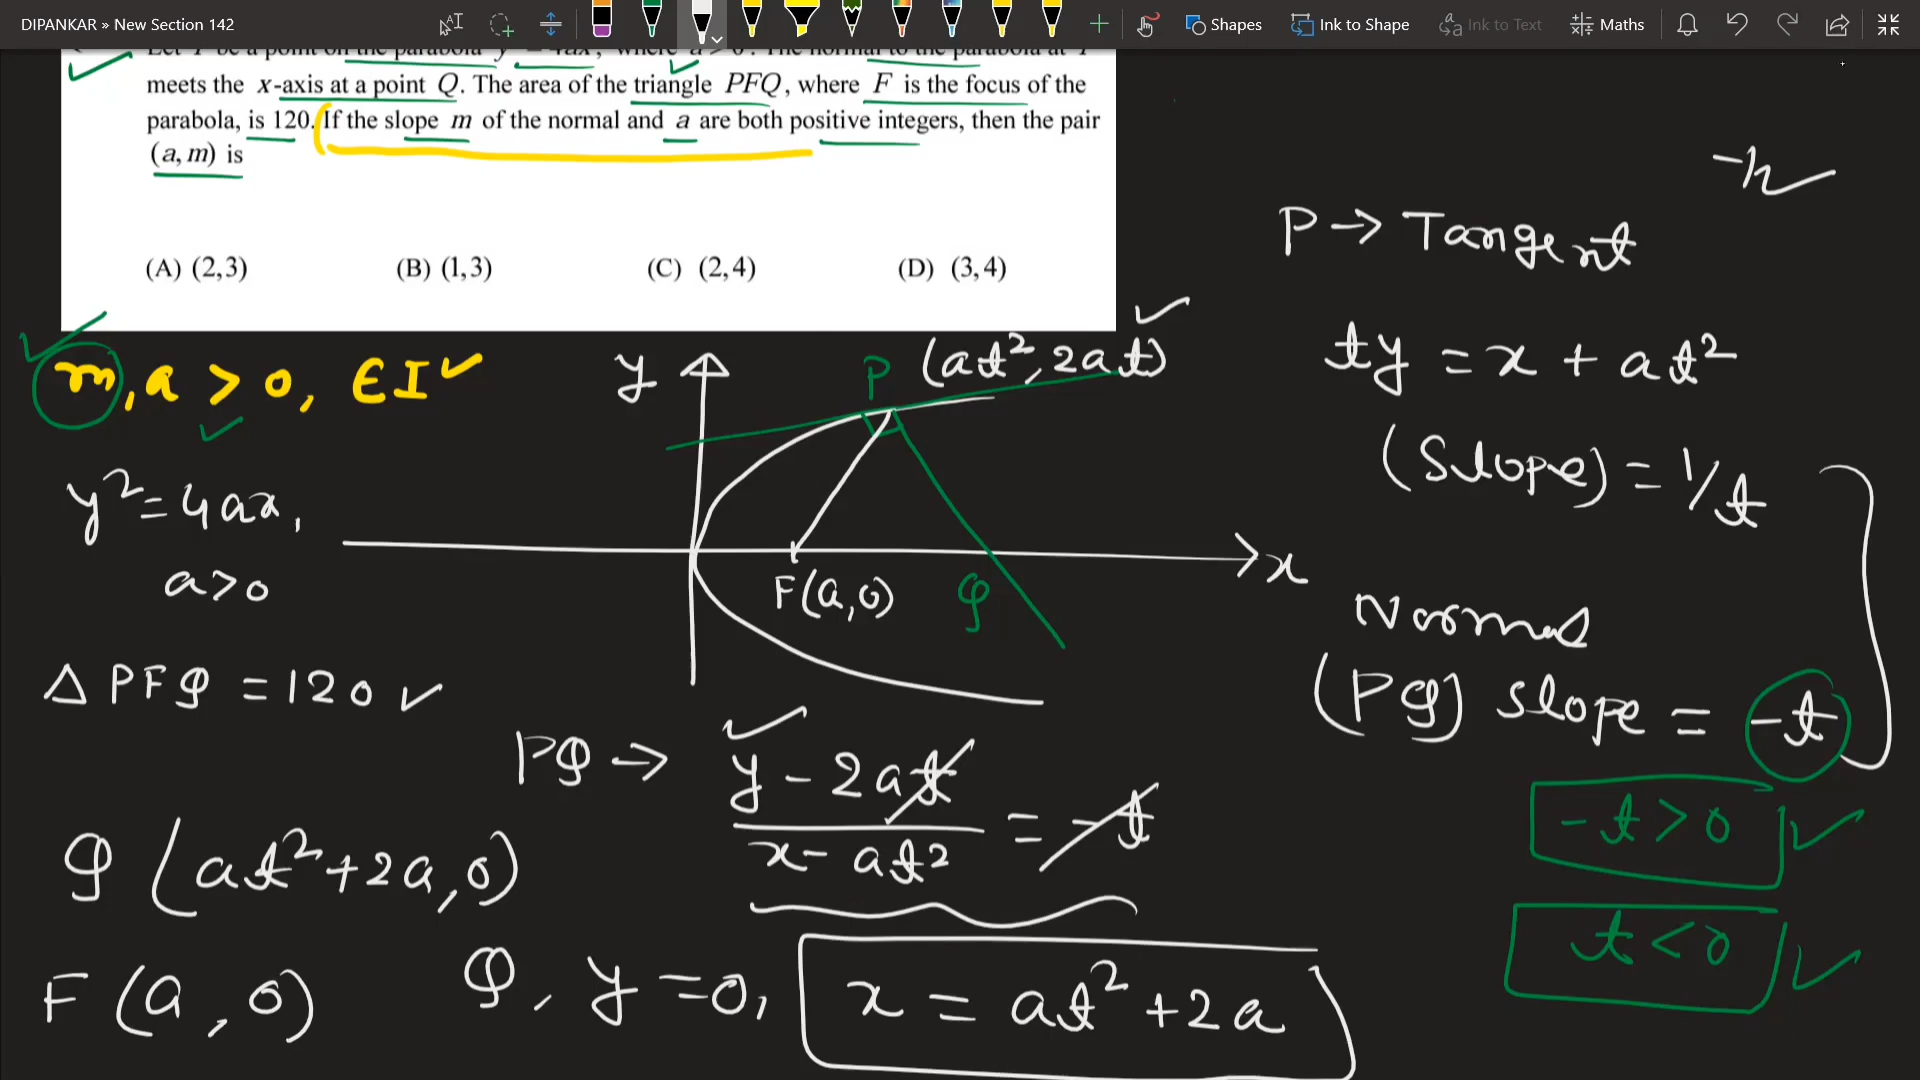 DIPANKAR » New Section 142
Shapes Ink to Shape Ink to Text Maths
meets the x-axis at a point Q. The area of the triangle PFQ, where F is the focus of the
parabola, is 120. If the slope m of the normal and a are both positive integers, then the pair
(a, m) is
(A) (2,3) (B) (1,3) (C) (2,4) (D) (3,4)
m, a > 0, ∈ I
y² = 4ax,
a > 0
Δ PFQ = 120
Q (at² + 2a, 0)
F (a, 0)
y
P (at², 2at)
F(a,0) Q
x
PQ → y - 2at / x - at² = -t
Q, y = 0, x = at² + 2a
P → Tangent
ty = x + at²
(Slope) = 1/t
Normal
(PQ) slope = -t
-t > 0
t < 0